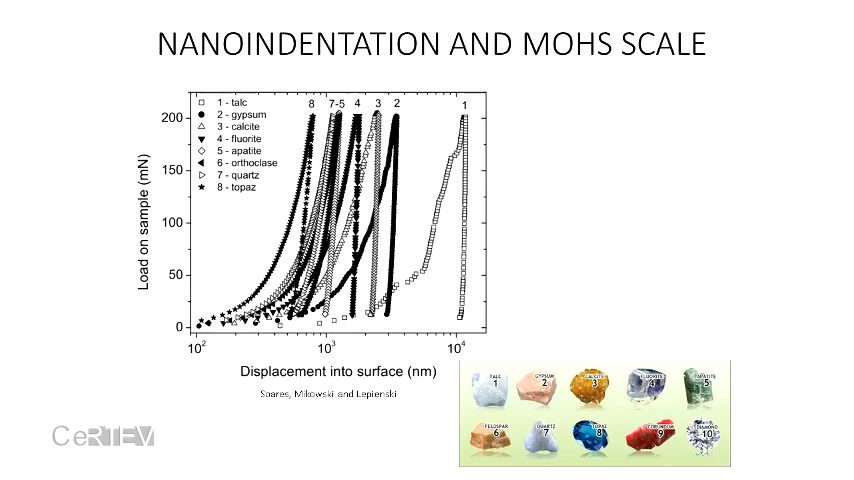 NANOINDENTATION AND MOHS SCALE
8 7-5 4 3 2 1
1 - talc
2 - gypsum
3 - calcite
4 - fluorite
5 - apatite
6 - orthoclase
7 - quartz
8 - topaz
200
150
100
50
0
Load on sample (mN)
10² 10³ 10⁴
Displacement into surface (nm)
Soares, Mikowski and Lepienski
TALC GYPSUM CALCITE FLUORITE APATITE
1 2 3 4 5
FELDSPAR QUARTZ TOPAZ CORUNDUM DIAMOND
6 7 8 9 10
CeRTEV